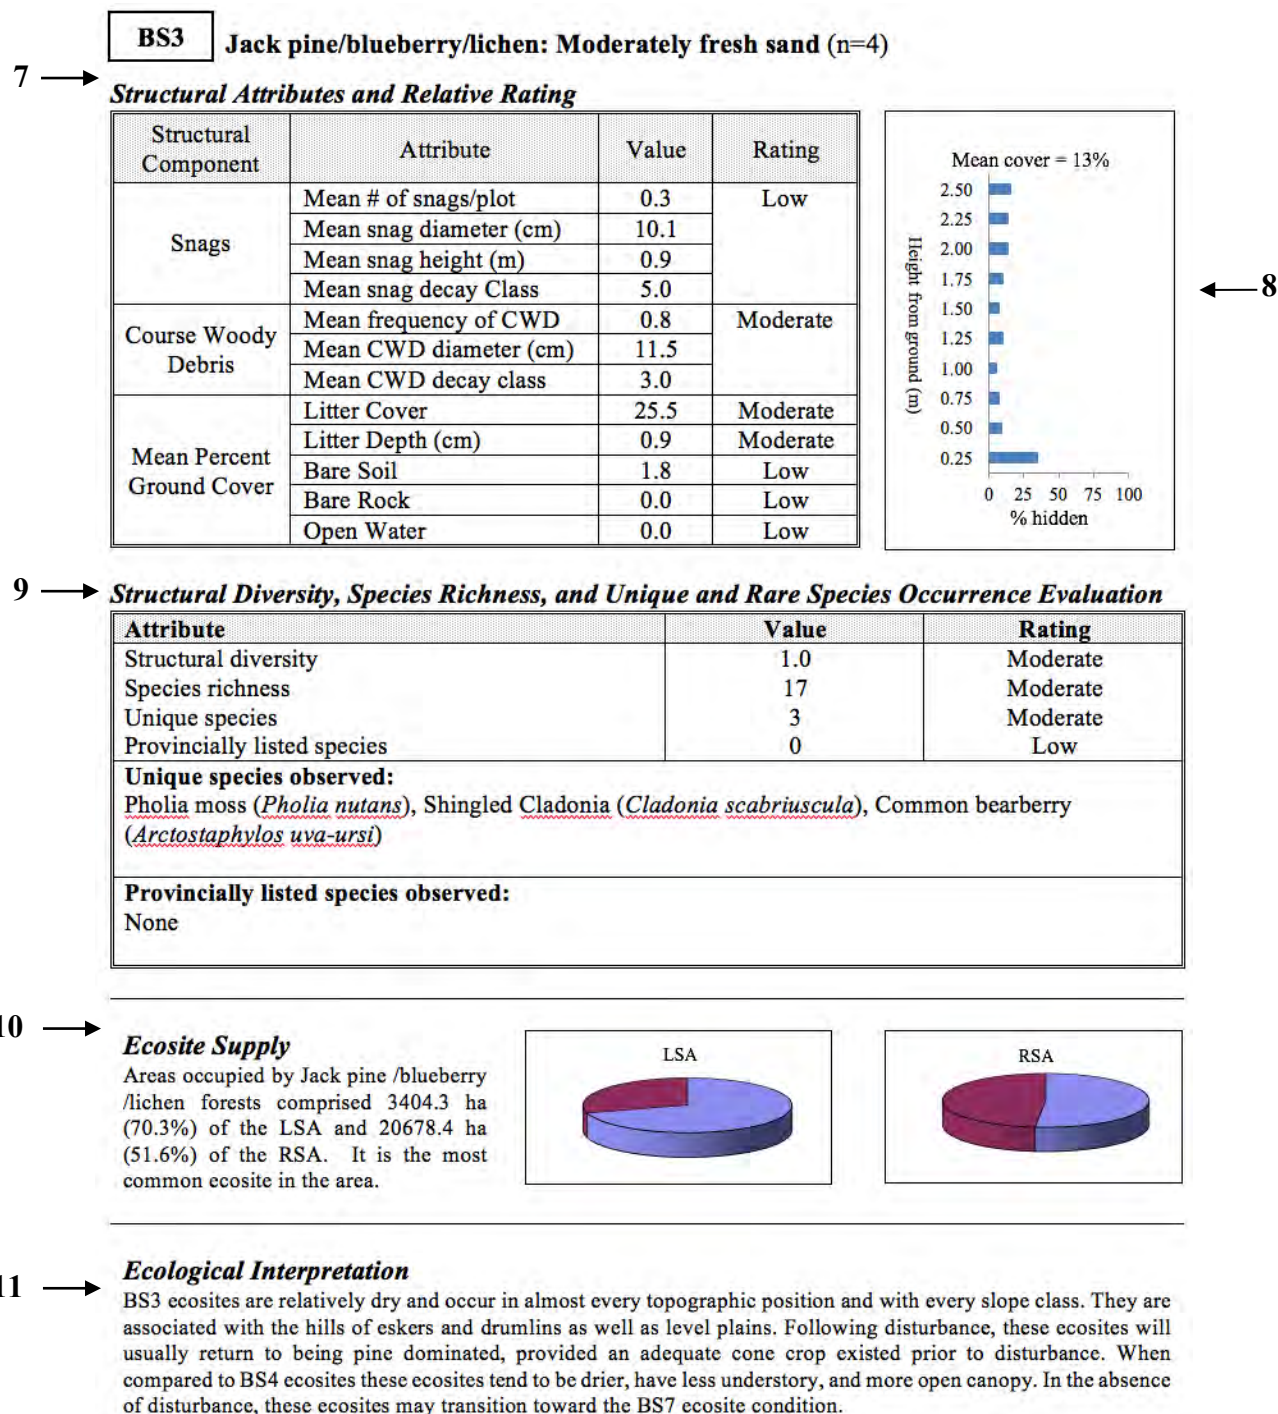 BS3
Jack pine/blueberry/lichen: Moderately fresh sand (n=4)
7
Structural Attributes and Relative Rating
Structural Component Attribute Value Rating
Snags
Mean # of snags/plot 0.3 Low
Mean snag diameter (cm) 10.1
Mean snag height (m) 0.9
Mean snag decay Class 5.0
Course Woody Debris
Mean frequency of CWD 0.8 Moderate
Mean CWD diameter (cm) 11.5
Mean CWD decay class 3.0
Mean Percent Ground Cover
Litter Cover 25.5 Moderate
Litter Depth (cm) 0.9 Moderate
Bare Soil 1.8 Low
Bare Rock 0.0 Low
Open Water 0.0 Low
Mean cover = 13%
Height from ground (m)
2.50
2.25
2.00
1.75
1.50
1.25
1.00
0.75
0.50
0.25
0 25 50 75 100
% hidden
8
9
Structural Diversity, Species Richness, and Unique and Rare Species Occurrence Evaluation
Attribute Value Rating
Structural diversity 1.0 Moderate
Species richness 17 Moderate
Unique species 3 Moderate
Provincially listed species 0 Low
Unique species observed:
Pholia moss (Pholia nutans), Shingled Cladonia (Cladonia scabriuscula), Common bearberry
(Arctostaphylos uva-ursi)
Provincially listed species observed:
None
10
Ecosite Supply
Areas occupied by Jack pine /blueberry
/lichen forests comprised 3404.3 ha
(70.3%) of the LSA and 20678.4 ha
(51.6%) of the RSA. It is the most
common ecosite in the area.
LSA
RSA
11
Ecological Interpretation
BS3 ecosites are relatively dry and occur in almost every topographic position and with every slope class. They are
associated with the hills of eskers and drumlins as well as level plains. Following disturbance, these ecosites will
usually return to being pine dominated, provided an adequate cone crop existed prior to disturbance. When
compared to BS4 ecosites these ecosites tend to be drier, have less understory, and more open canopy. In the absence
of disturbance, these ecosites may transition toward the BS7 ecosite condition.